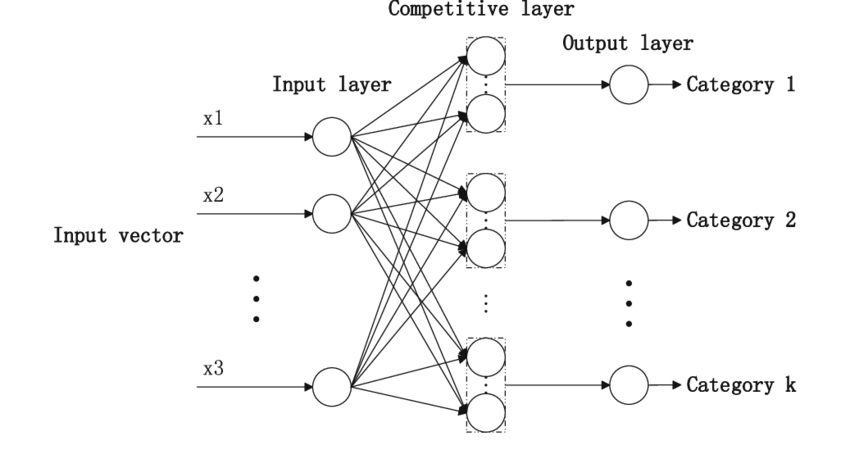 Competitive layer
Output layer
Input layer
Category 1
x1
x2
Category 2
Input vector
x3
Category k